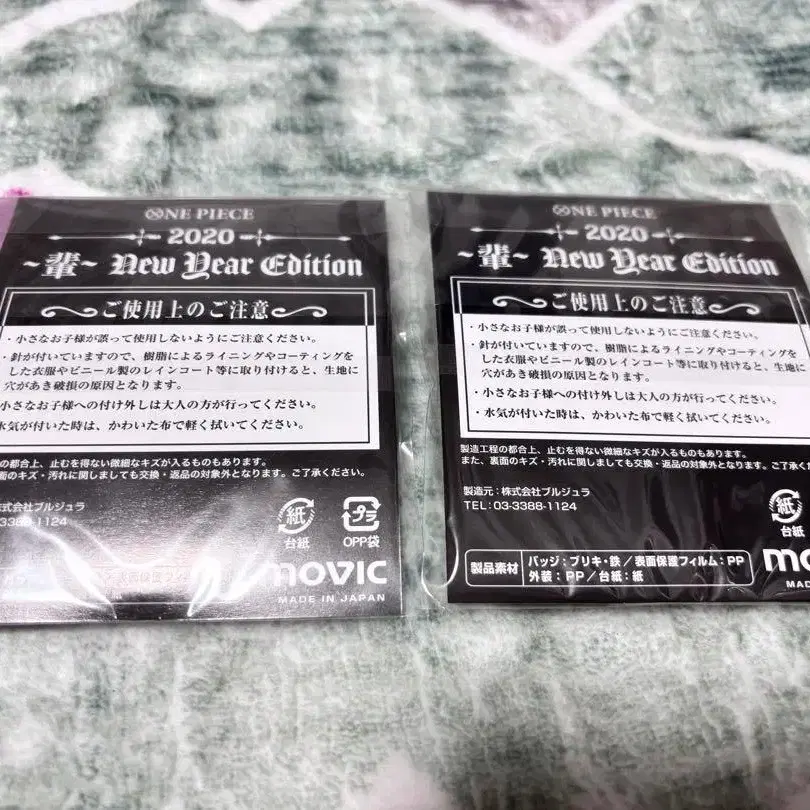 ONE PIECE
2020
~輩~ New Year Edition
ご使用上のご注意
・小さなお子様が誤って使用しないようにご注意ください。
・針が付いていますので、樹脂によるライニングやコーティングを
した衣服やビニール製のレインコート等に取り付けると、生地に
穴があき破損の原因となります。
小さなお子様への付け外しは大人の方が行ってください。
水気が付いた時は、かわいた布で軽く拭いてください。
の都合上、止むを得ない微細なキズが入るものもあります。
面のキズ・汚れに関しましても交換・返品の対象外となります。ご了承ください。
株式会社ブルジュラ
3388-1124
紙
台紙
プラ
OPP袋
表面保護フィ
movic
MADE IN JAPAN
ONE PIECE
2020
~輩~ New Year Edition
ご使用上のご注意
・小さなお子様が誤って使用しないようにご注意ください。
・針が付いていますので、樹脂によるライニングやコーティングを
した衣服やビニール製のレインコート等に取り付けると、生地に
穴があき破損の原因となります。
・小さなお子様への付け外しは大人の方が行ってください。
・水気が付いた時は、かわいた布で軽く拭いてください。
製造工程の都合上、止むを得ない微細なキズが入るものもあります。
また、裏面のキズ・汚れに関しましても交換・返品の対象外となります。ご了承ください。
製造元：株式会社ブルジュラ
TEL：03-3388-1124
紙
台紙
製品素材
バッジ：ブリキ・鉄／表面保護フィルム：PP
外装：PP／台紙：紙
mo
MAD